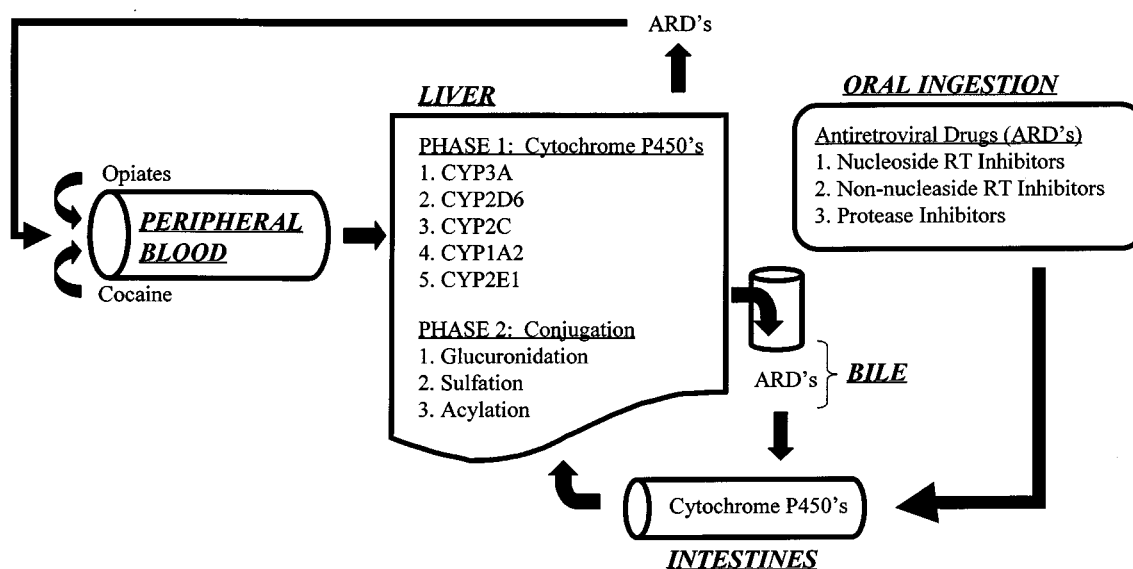 ARD's
LIVER
ORAL INGESTION
PHASE 1: Cytochrome P450's
1. CYP3A
2. CYP2D6
3. CYP2C
4. CYP1A2
5. CYP2E1
PHASE 2: Conjugation
1. Glucuronidation
2. Sulfation
3. Acylation
Antiretroviral Drugs (ARD's)
1. Nucleoside RT Inhibitors
2. Non-nucleaside RT Inhibitors
3. Protease Inhibitors
Opiates
PERIPHERAL
BLOOD
Cocaine
ARD's
BILE
Cytochrome P450's
INTESTINES